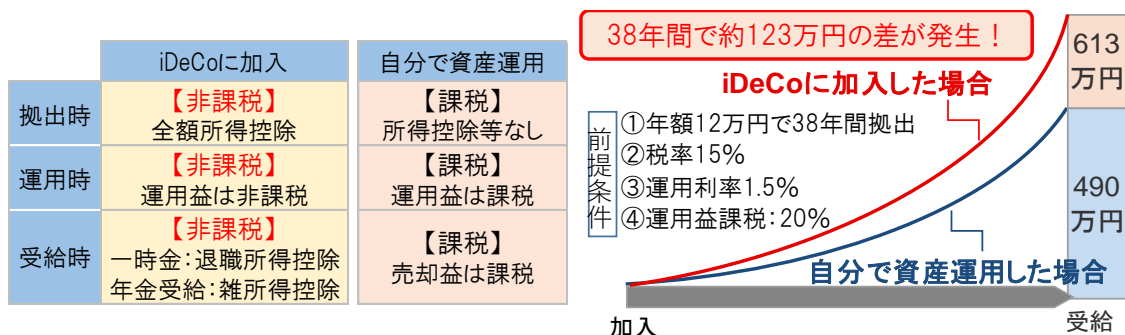 iDeCoに加入
自分で資産運用
拠出時
【非課税】
全額所得控除
【課税】
所得控除等なし
運用時
【非課税】
運用益は非課税
【課税】
運用益は課税
受給時
【非課税】
一時金：退職所得控除
年金受給：雑所得控除
【課税】
売却益は課税
38年間で約123万円の差が発生！
iDeCoに加入した場合
前提条件
①年額12万円で38年間拠出
②税率15%
③運用利率1.5%
④運用益課税：20%
613
万円
490
万円
自分で資産運用した場合
加入
受給